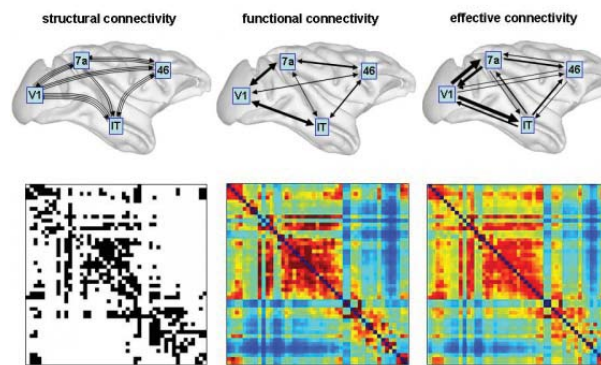 structural connectivity
functional connectivity
effective connectivity
7a
46
V1
IT
7a
46
V1
IT
7a
46
V1
IT